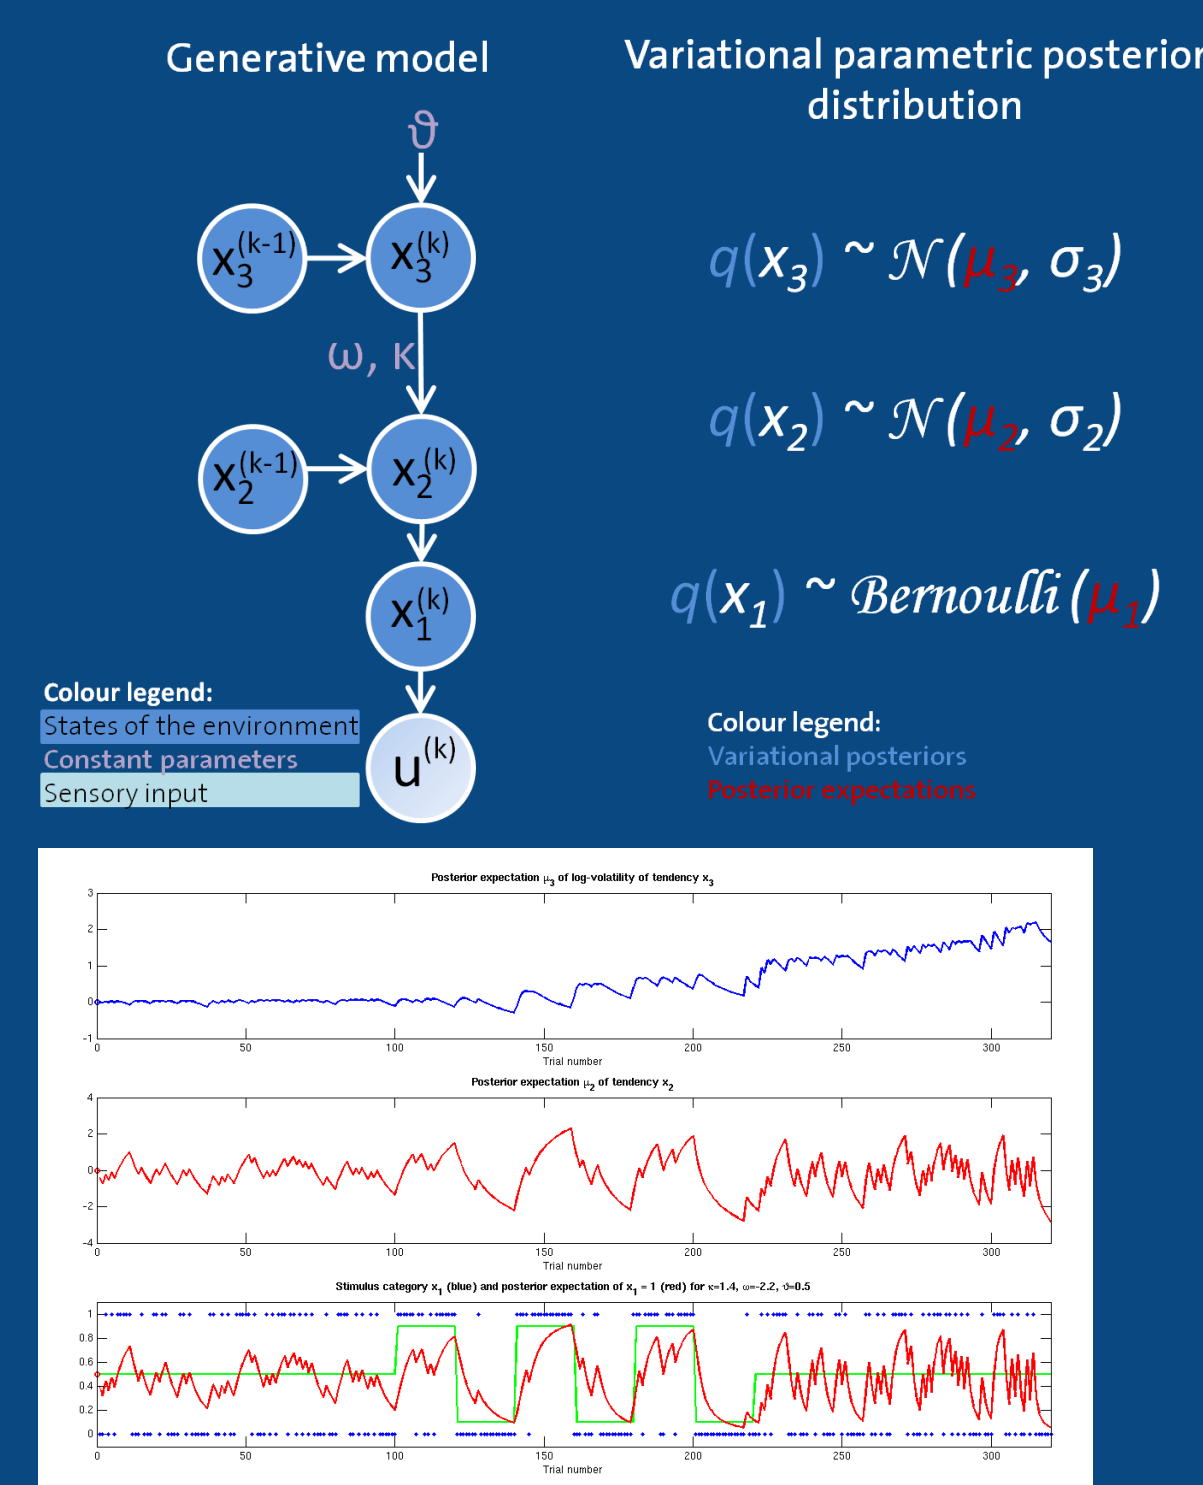 Generative model
Variational parametric posterior
distribution
ϑ
x₃^(k-1)
x₃^(k)
q(x₃) ~ N(μ₃, σ₃)
ω, κ
x₂^(k-1)
x₂^(k)
q(x₂) ~ N(μ₂, σ₂)
x₁^(k)
q(x₁) ~ Bernoulli(μ₁)
u^(k)
Colour legend:
States of the environment
Constant parameters
Sensory input
Colour legend:
Variational posteriors
Posterior expectations
Posterior expectation μ₃ of log-volatility of tendency x₃
3
2
1
0
-1
0 50 100 150 200 250 300
Trial number
Posterior expectation μ₂ of tendency x₂
4
2
0
-2
-4
0 50 100 150 200 250 300
Trial number
Stimulus category x₁ (blue) and posterior expectation of x₁ = 1 (red) for κ=1.4, ω=-2.2, ϑ=0.5
1
0.8
0.6
0.4
0.2
0
0 50 100 150 200 250 300
Trial number